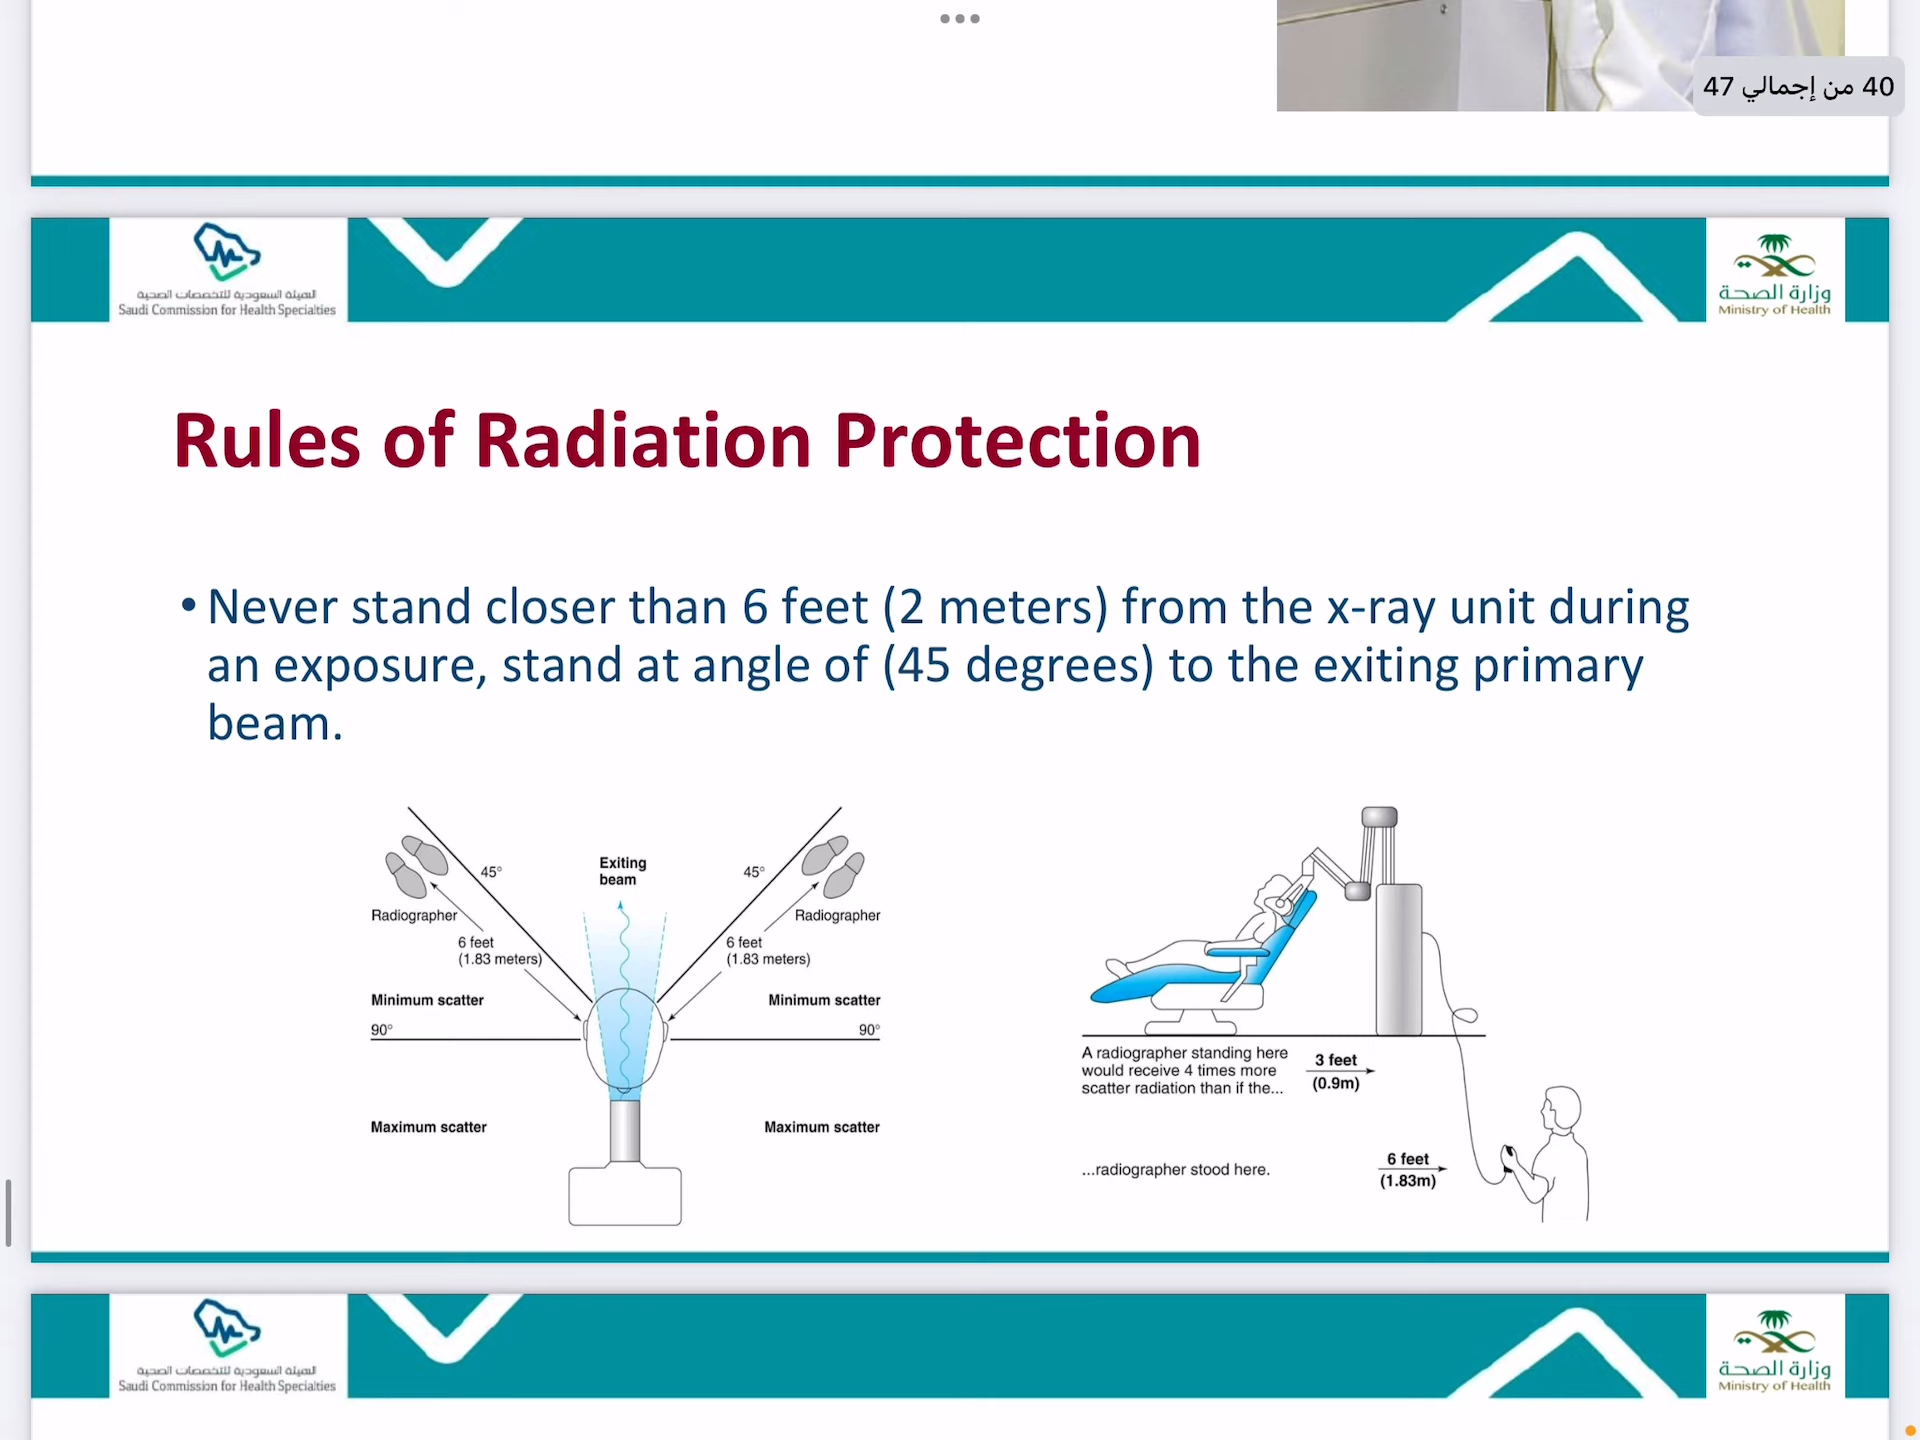 40 من إجمالي 47
الهيئة السعودية للتخصصات الصحية
Saudi Commission for Health Specialties
وزارة الصحة
Ministry of Health
Rules of Radiation Protection
• Never stand closer than 6 feet (2 meters) from the x-ray unit during
an exposure, stand at angle of (45 degrees) to the exiting primary
beam.
Exiting
beam
45°
45°
Radiographer
Radiographer
6 feet
(1.83 meters)
6 feet
(1.83 meters)
Minimum scatter
Minimum scatter
90°
90°
Maximum scatter
Maximum scatter
A radiographer standing here
would receive 4 times more
scatter radiation than if the...
3 feet
(0.9m)
...radiographer stood here.
6 feet
(1.83m)
الهيئة السعودية للتخصصات الصحية
Saudi Commission for Health Specialties
وزارة الصحة
Ministry of Health